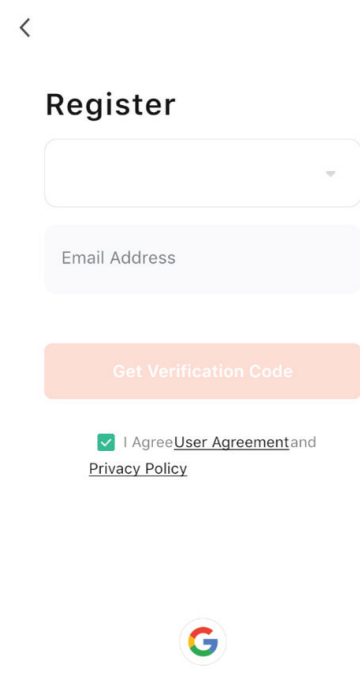 Register
Email Address
Get Verification Code
I AgreeUser Agreementand
Privacy Policy